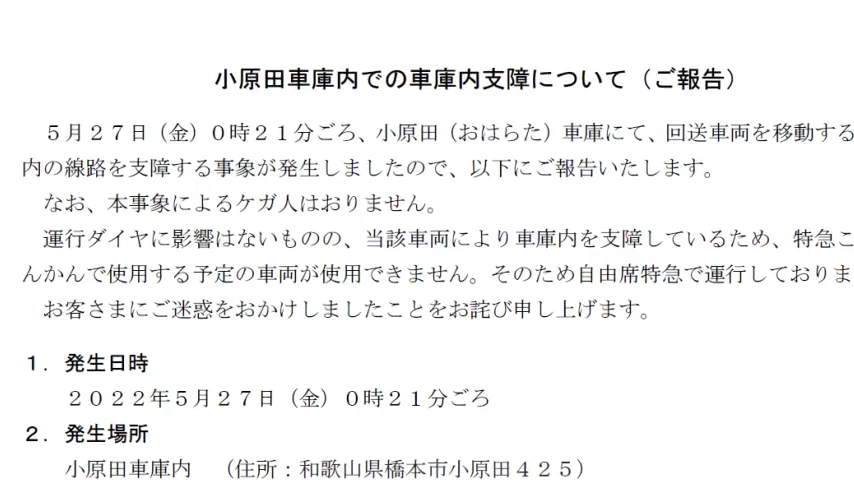 小原田車庫内での車庫内支障について（ご報告）
５月２７日（金）０時２１分ごろ、小原田（おはらた）車庫にて、回送車両を移動する
内の線路を支障する事象が発生しましたので、以下にご報告いたします。
なお、本事象によるケガ人はおりません。
運行ダイヤに影響はないものの、当該車両により車庫内を支障しているため、特急こ
んかんで使用する予定の車両が使用できません。そのため自由席特急で運行しておりま
お客さまにご迷惑をおかけしましたことをお詫び申し上げます。
１．発生日時
２０２２年５月２７日（金）０時２１分ごろ
２．発生場所
小原田車庫内　（住所：和歌山県橋本市小原田４２５）